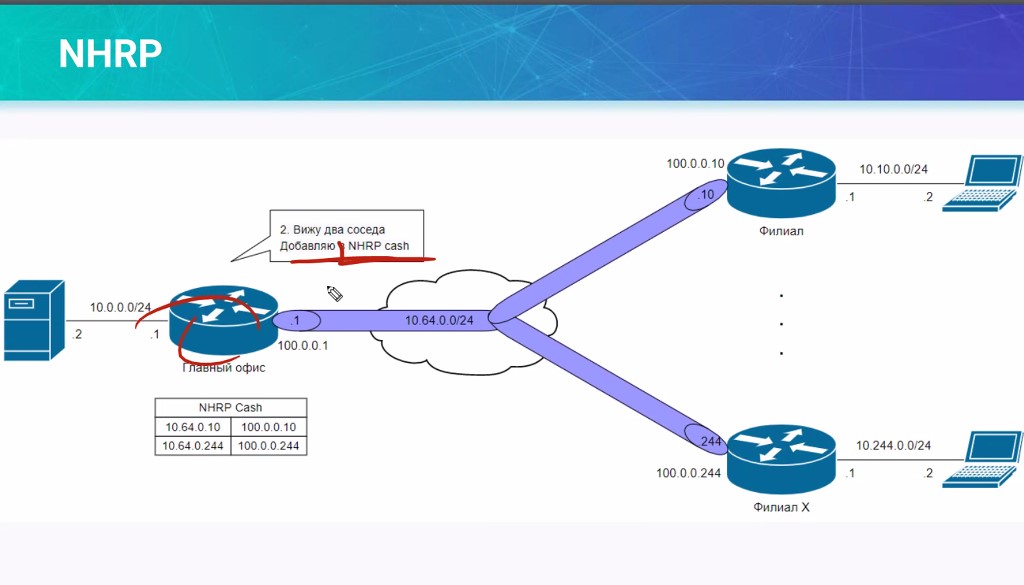 NHRP
100.0.0.10
10.10.0.0/24
.10
.1
.2
Филиал
2. Вижу два соседа
Добавляю в NHRP cash
10.0.0.0/24
.2
.1
.1
10.64.0.0/24
100.0.0.1
Главный офис
NHRP Cash
10.64.0.10 100.0.0.10
10.64.0.244 100.0.0.244
244
10.244.0.0/24
100.0.0.244
.1
.2
Филиал X